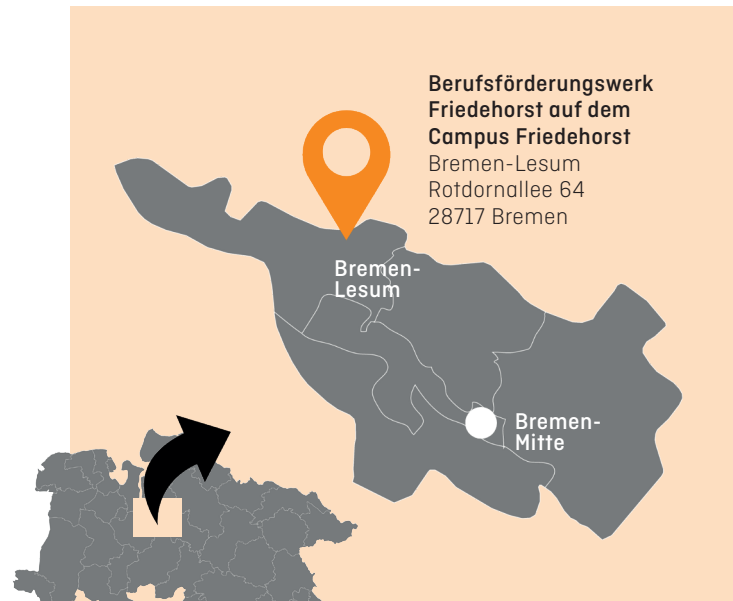 Berufsförderungswerk
Friedehorst auf dem
Campus Friedehorst
Bremen-Lesum
Rotdornallee 64
28717 Bremen
Bremen-
Lesum
Bremen-
Mitte